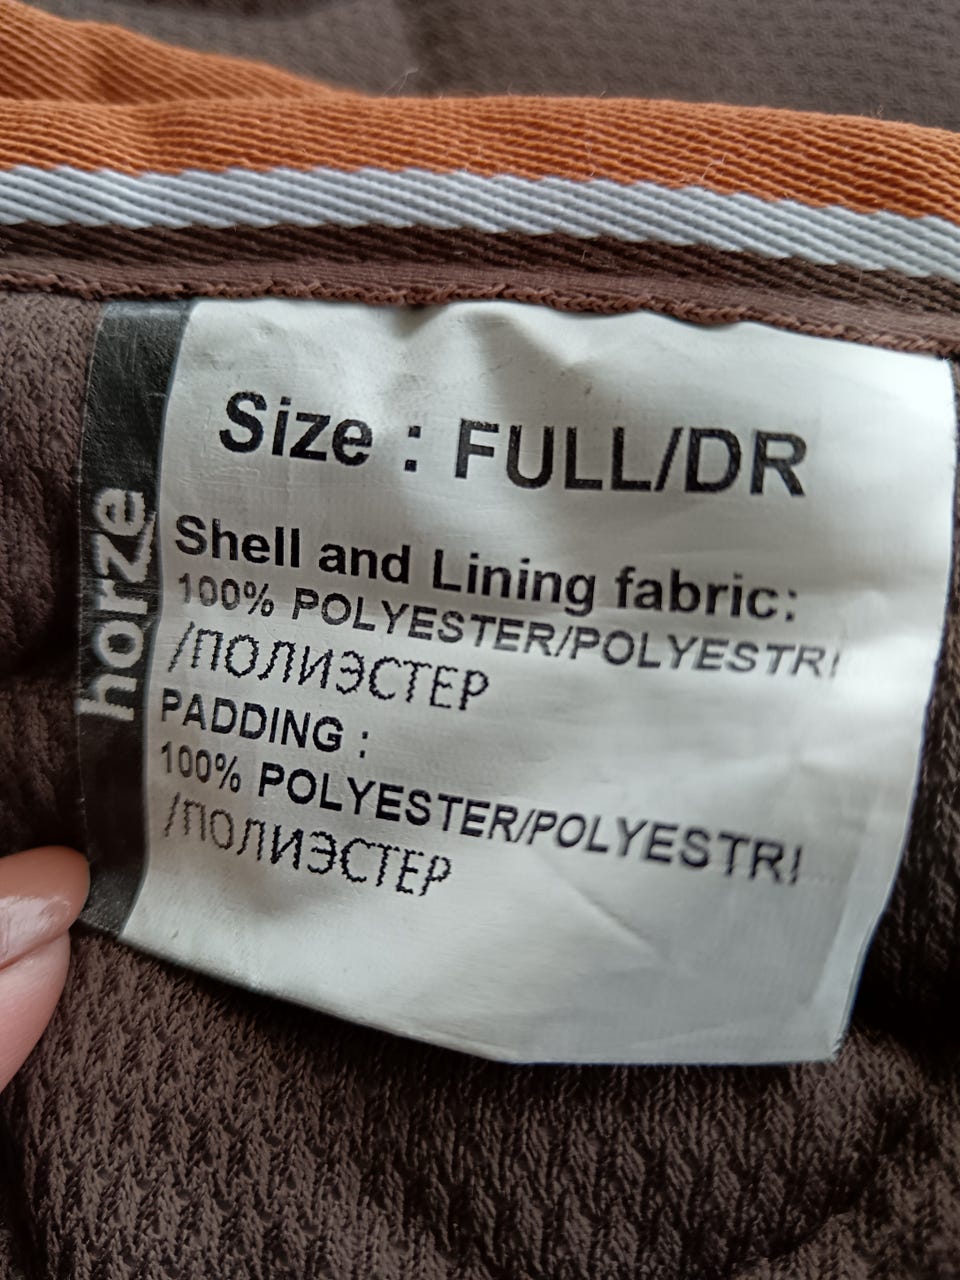 horze
Size : FULL/DR
Shell and Lining fabric:
100% POLYESTER/POLYESTRI
/ПОЛИЭСТЕР
PADDING :
100% POLYESTER/POLYESTRI
/ПОЛИЭСТЕР